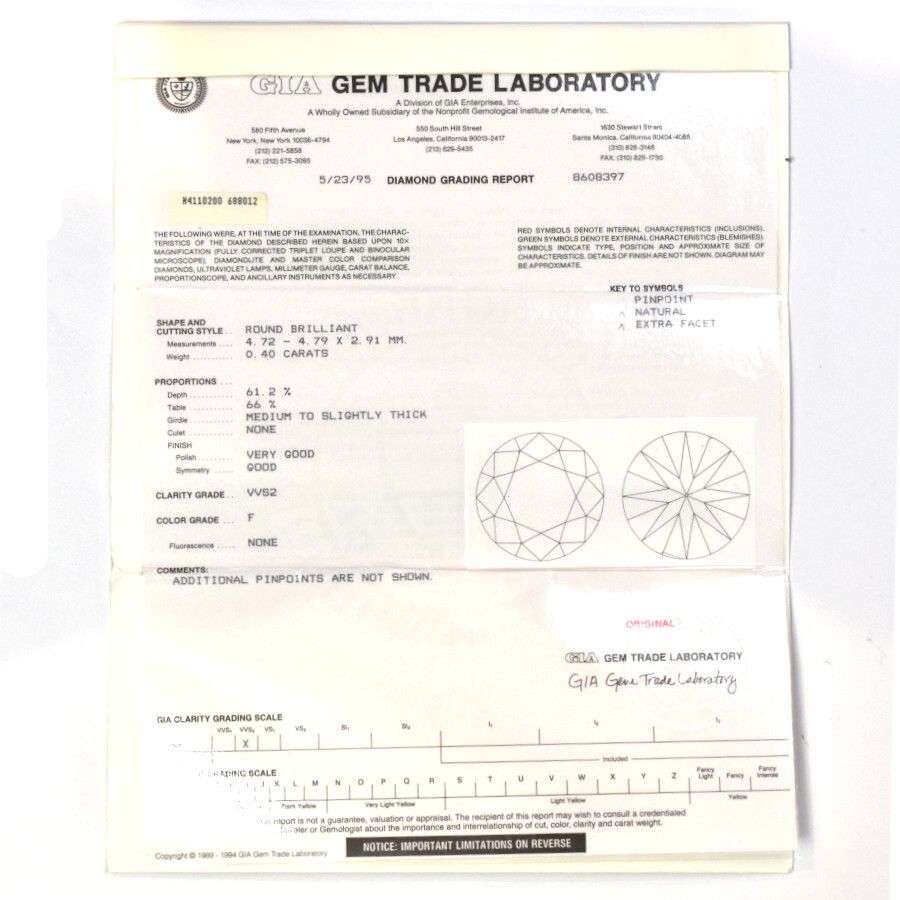 GIA GEM TRADE LABORATORY
A Division of GIA Enterprises, Inc.
A Wholly Owned Subsidiary of the Nonprofit Gemological Institute of America, Inc.
580 Fifth Avenue
New York, New York 10036-4794
(212) 221-5858
FAX: (212) 575-3095
550 South Hill Street
Los Angeles, California 90013-2417
(213) 629-5435
1630 Stewart Street
Santa Monica, California 90404-4088
(310) 828-3148
FAX: (310) 829-1790
5/23/95 DIAMOND GRADING REPORT 8608397
N4110200 688012
THE FOLLOWING WERE, AT THE TIME OF THE EXAMINATION, THE CHARAC-
TERISTICS OF THE DIAMOND DESCRIBED HEREIN BASED UPON 10X
MAGNIFICATION (FULLY CORRECTED TRIPLET LOUPE AND BINOCULAR
MICROSCOPE), DIAMONDLITE AND MASTER COLOR COMPARISON
DIAMONDS, ULTRAVIOLET LAMPS, MILLIMETER GAUGE, CARAT BALANCE,
PROPORTIONSCOPE, AND ANCILLARY INSTRUMENTS AS NECESSARY.
RED SYMBOLS DENOTE INTERNAL CHARACTERISTICS (INCLUSIONS).
GREEN SYMBOLS DENOTE EXTERNAL CHARACTERISTICS (BLEMISHES).
SYMBOLS INDICATE TYPE, POSITION AND APPROXIMATE SIZE OF
CHARACTERISTICS. DETAILS OF FINISH ARE NOT SHOWN. DIAGRAM MAY
BE APPROXIMATE.
KEY TO SYMBOLS
PINPOINT
^ NATURAL
^ EXTRA FACET
SHAPE AND
CUTTING STYLE .. ROUND BRILLIANT
Measurements .... 4.72 - 4.79 X 2.91 MM.
Weight ........... 0.40 CARATS
PROPORTIONS ...
Depth ........... 61.2 %
Table ........... 66 %
Girdle ........... MEDIUM TO SLIGHTLY THICK
Culet ........... NONE
FINISH
Polish ......... VERY GOOD
Symmetry ..... GOOD
CLARITY GRADE .. VVS2
COLOR GRADE ... F
Fluorescence ..... NONE
COMMENTS:
ADDITIONAL PINPOINTS ARE NOT SHOWN.
ORIGINAL
GIA GEM TRADE LABORATORY
GIA Gem Trade Laboratory
GIA CLARITY GRADING SCALE
VVS₁ VVS₂ VS₁ VS₂ SI₁ SI₂ I₁ I₂ I₃
X
Included
GRADING SCALE
J K L M N O P Q R S T U V W X Y Z Fancy Light Fancy Fancy Intense
Faint Yellow Very Light Yellow Light Yellow Yellow
report is not a guarantee, valuation or appraisal. The recipient of this report may wish to consult a credentialed
or Gemologist about the importance and interrelationship of cut, color, clarity and carat weight.
NOTICE: IMPORTANT LIMITATIONS ON REVERSE
Copyright © 1989 - 1994 GIA Gem Trade Laboratory